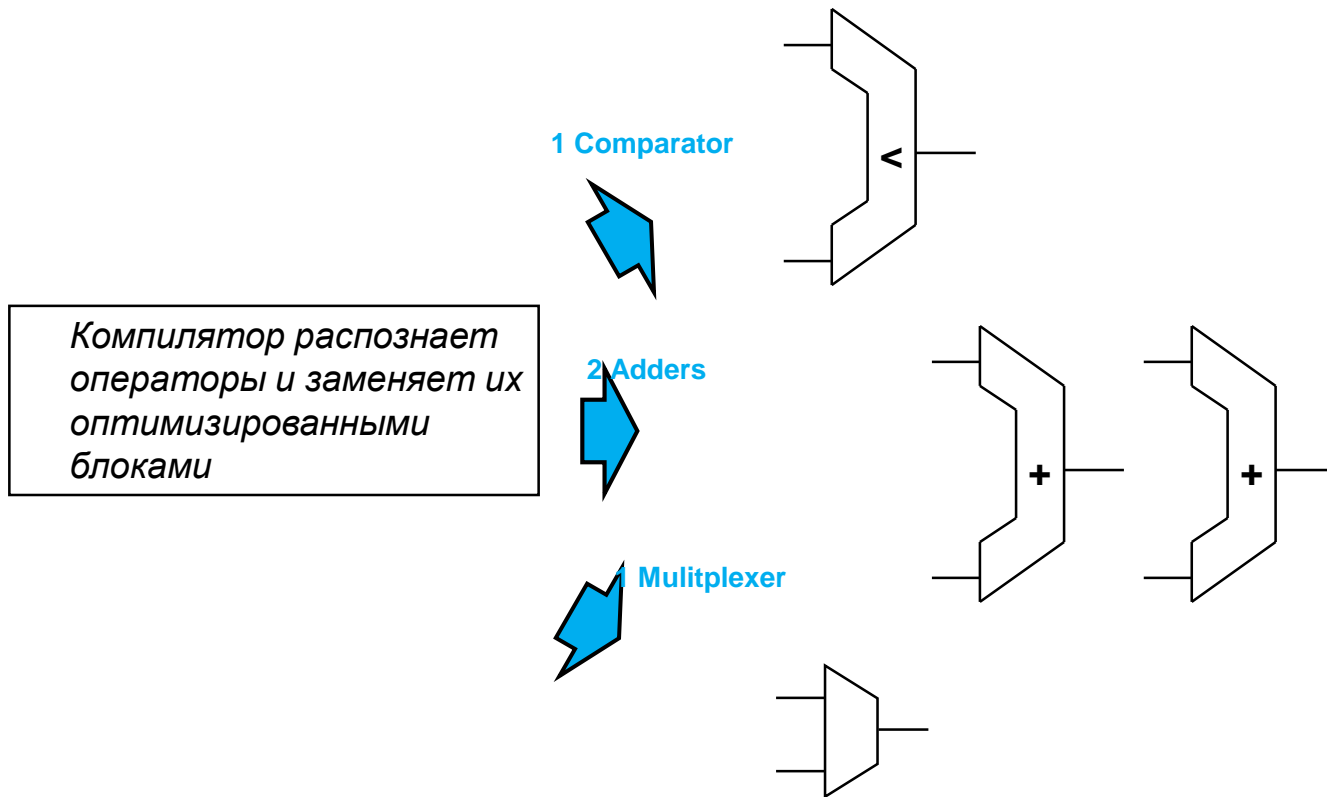 1 Comparator
<
Компилятор распознает
операторы и заменяет их
оптимизированными
блоками
2 Adders
+ +
1 Mulitplexer